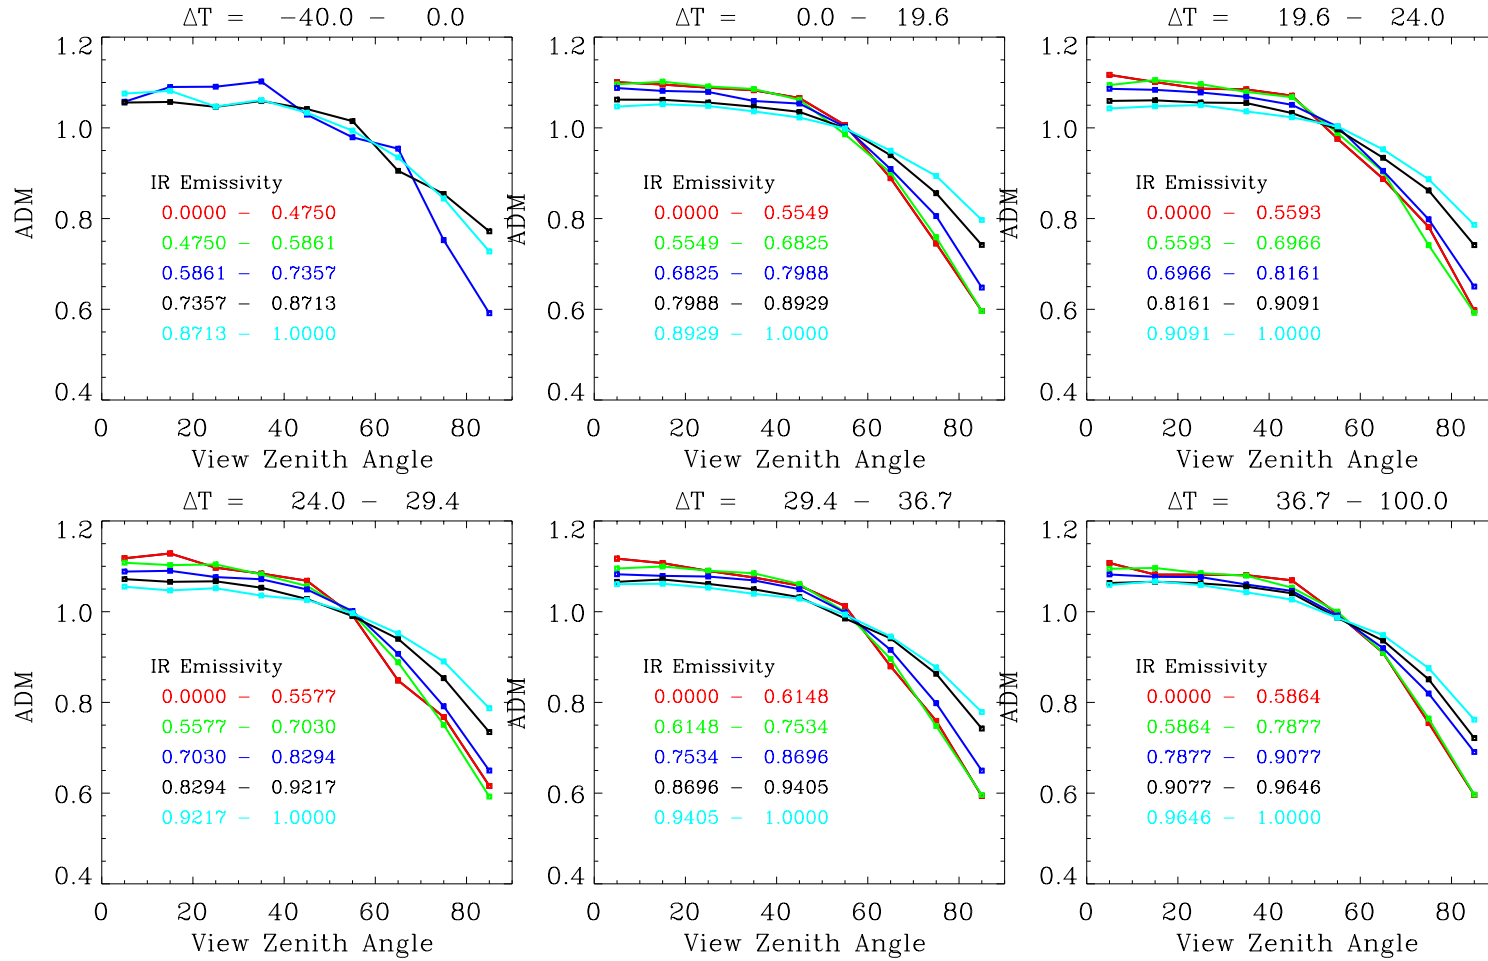 ΔT = -40.0 - 0.0
1.2
1.0
0.8
0.6
0.4
ADM
IR Emissivity
0.0000 - 0.4750
0.4750 - 0.5861
0.5861 - 0.7357
0.7357 - 0.8713
0.8713 - 1.0000
0 20 40 60 80
View Zenith Angle
ΔT = 0.0 - 19.6
1.2
1.0
0.8
0.6
0.4
ADM
IR Emissivity
0.0000 - 0.5549
0.5549 - 0.6825
0.6825 - 0.7988
0.7988 - 0.8929
0.8929 - 1.0000
0 20 40 60 80
View Zenith Angle
ΔT = 19.6 - 24.0
1.2
1.0
0.8
0.6
0.4
ADM
IR Emissivity
0.0000 - 0.5593
0.5593 - 0.6966
0.6966 - 0.8161
0.8161 - 0.9091
0.9091 - 1.0000
0 20 40 60 80
View Zenith Angle
ΔT = 24.0 - 29.4
1.2
1.0
0.8
0.6
0.4
ADM
IR Emissivity
0.0000 - 0.5577
0.5577 - 0.7030
0.7030 - 0.8294
0.8294 - 0.9217
0.9217 - 1.0000
0 20 40 60 80
View Zenith Angle
ΔT = 29.4 - 36.7
1.2
1.0
0.8
0.6
0.4
ADM
IR Emissivity
0.0000 - 0.6148
0.6148 - 0.7534
0.7534 - 0.8696
0.8696 - 0.9405
0.9405 - 1.0000
0 20 40 60 80
View Zenith Angle
ΔT = 36.7 - 100.0
1.2
1.0
0.8
0.6
0.4
ADM
IR Emissivity
0.0000 - 0.5864
0.5864 - 0.7877
0.7877 - 0.9077
0.9077 - 0.9646
0.9646 - 1.0000
0 20 40 60 80
View Zenith Angle